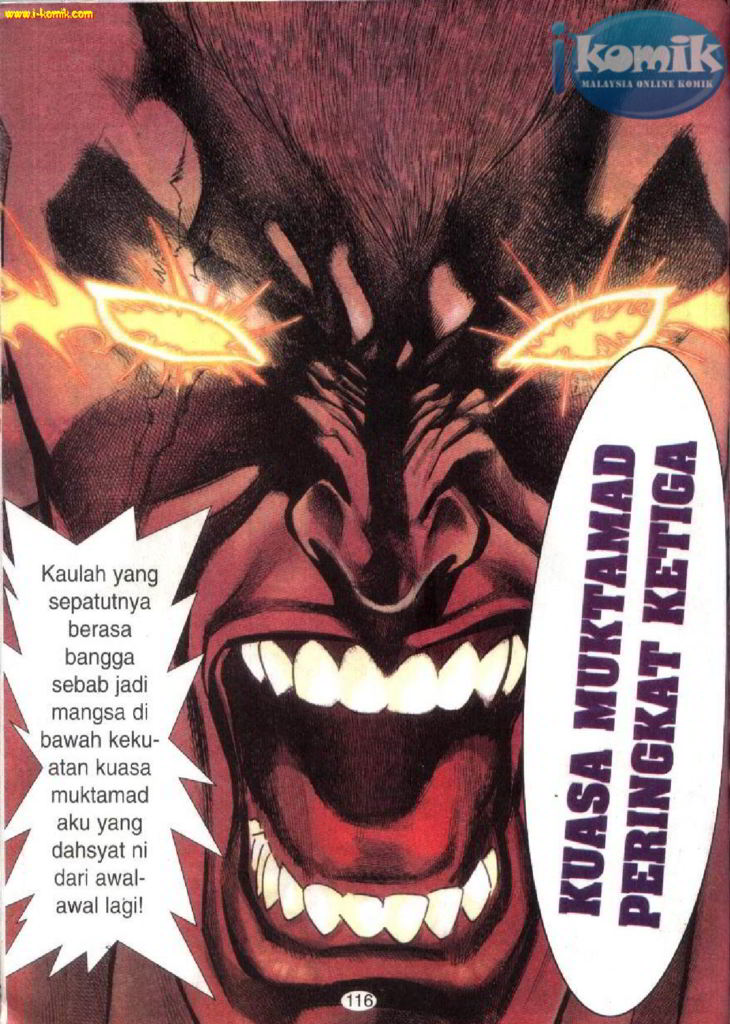 www.i-komik.com
i komik
MALAYSIA ONLINE KOMIK
KUASA MUKTAMAD
PERINGKAT KETIGA
Kaulah yang
sepatutnya
berasa
bangga
sebab jadi
mangsa di
bawah keku-
atan kuasa
muktamad
aku yang
dahsyat ni
dari awal-
awal lagi!
116